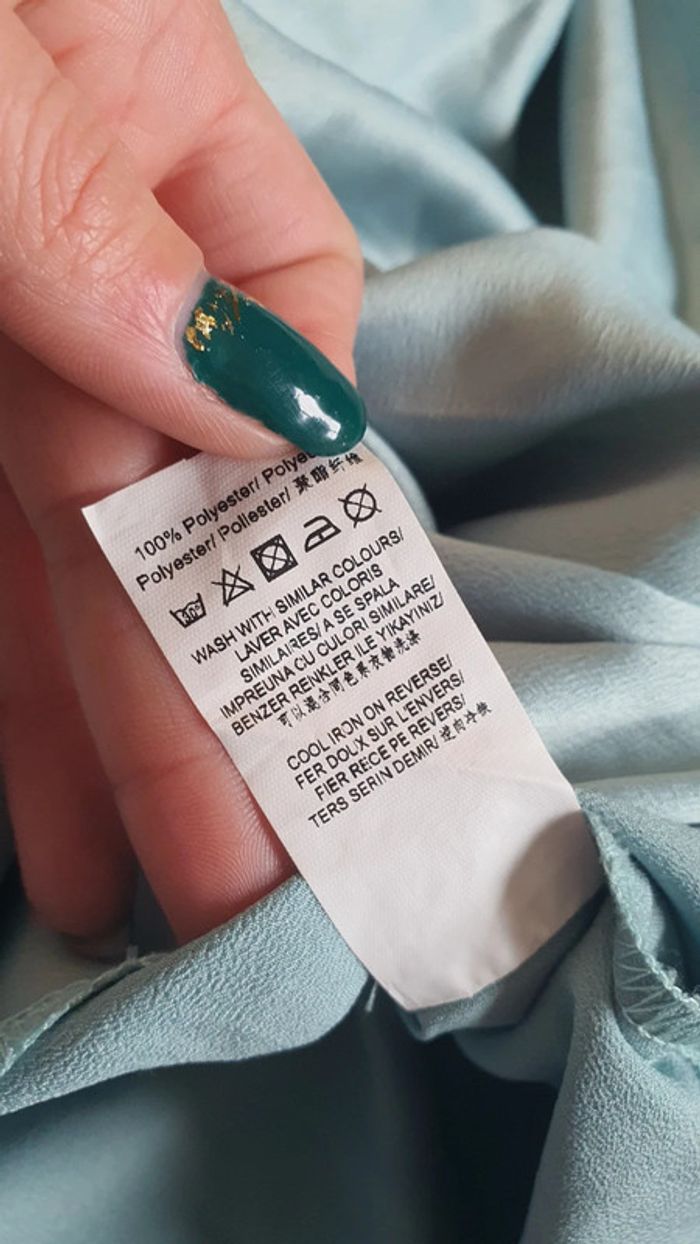 100% Polyester/ Polye
Polyester/ Poliester/ 聚酯纤维
30°
WASH WITH SIMILAR COLOURS/
LAVER AVEC COLORIS
SIMILAIRES/ A SE SPALA
IMPREUNA CU CULORI SIMILARE/
BENZER RENKLER ILE YIKAYINIZ/
可以混合同色系衣物洗涤
COOL IRON ON REVERSE/
FER DOUX SUR L'ENVERS/
FIER RECE PE REVERS/
TERS SERIN DEMIR/ 逆向冷烫